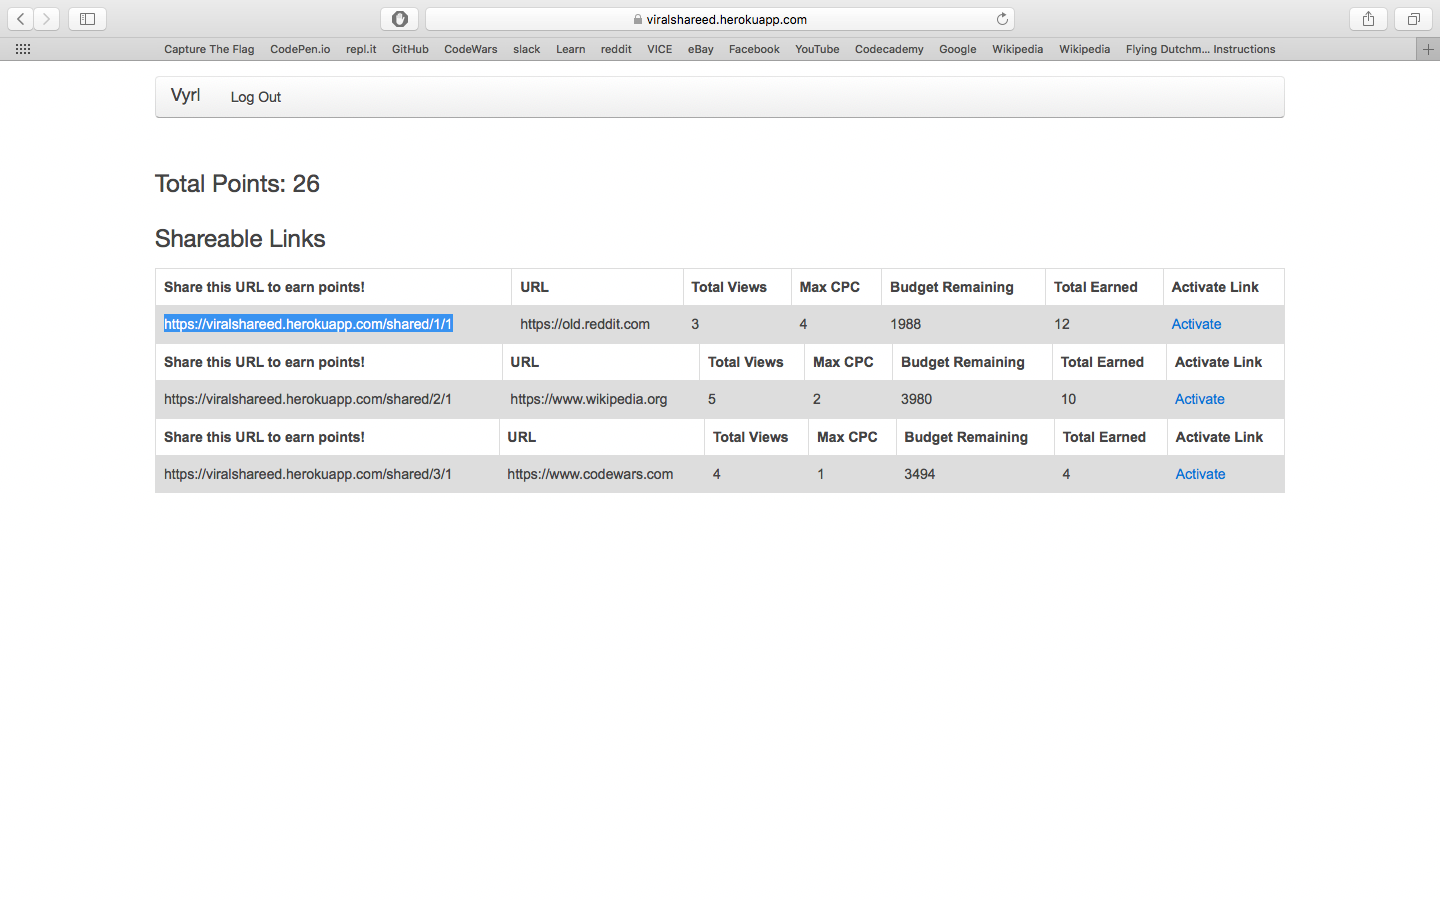 viralshareed.herokuapp.com
Capture The Flag CodePen.io repl.it GitHub CodeWars slack Learn reddit VICE eBay Facebook YouTube Codecademy Google Wikipedia Wikipedia Flying Dutchm... Instructions
Vyrl Log Out
Total Points: 26
Shareable Links
Share this URL to earn points! URL Total Views Max CPC Budget Remaining Total Earned Activate Link
https://viralshareed.herokuapp.com/shared/1/1 https://old.reddit.com 3 4 1988 12 Activate
Share this URL to earn points! URL Total Views Max CPC Budget Remaining Total Earned Activate Link
https://viralshareed.herokuapp.com/shared/2/1 https://www.wikipedia.org 5 2 3980 10 Activate
Share this URL to earn points! URL Total Views Max CPC Budget Remaining Total Earned Activate Link
https://viralshareed.herokuapp.com/shared/3/1 https://www.codewars.com 4 1 3494 4 Activate